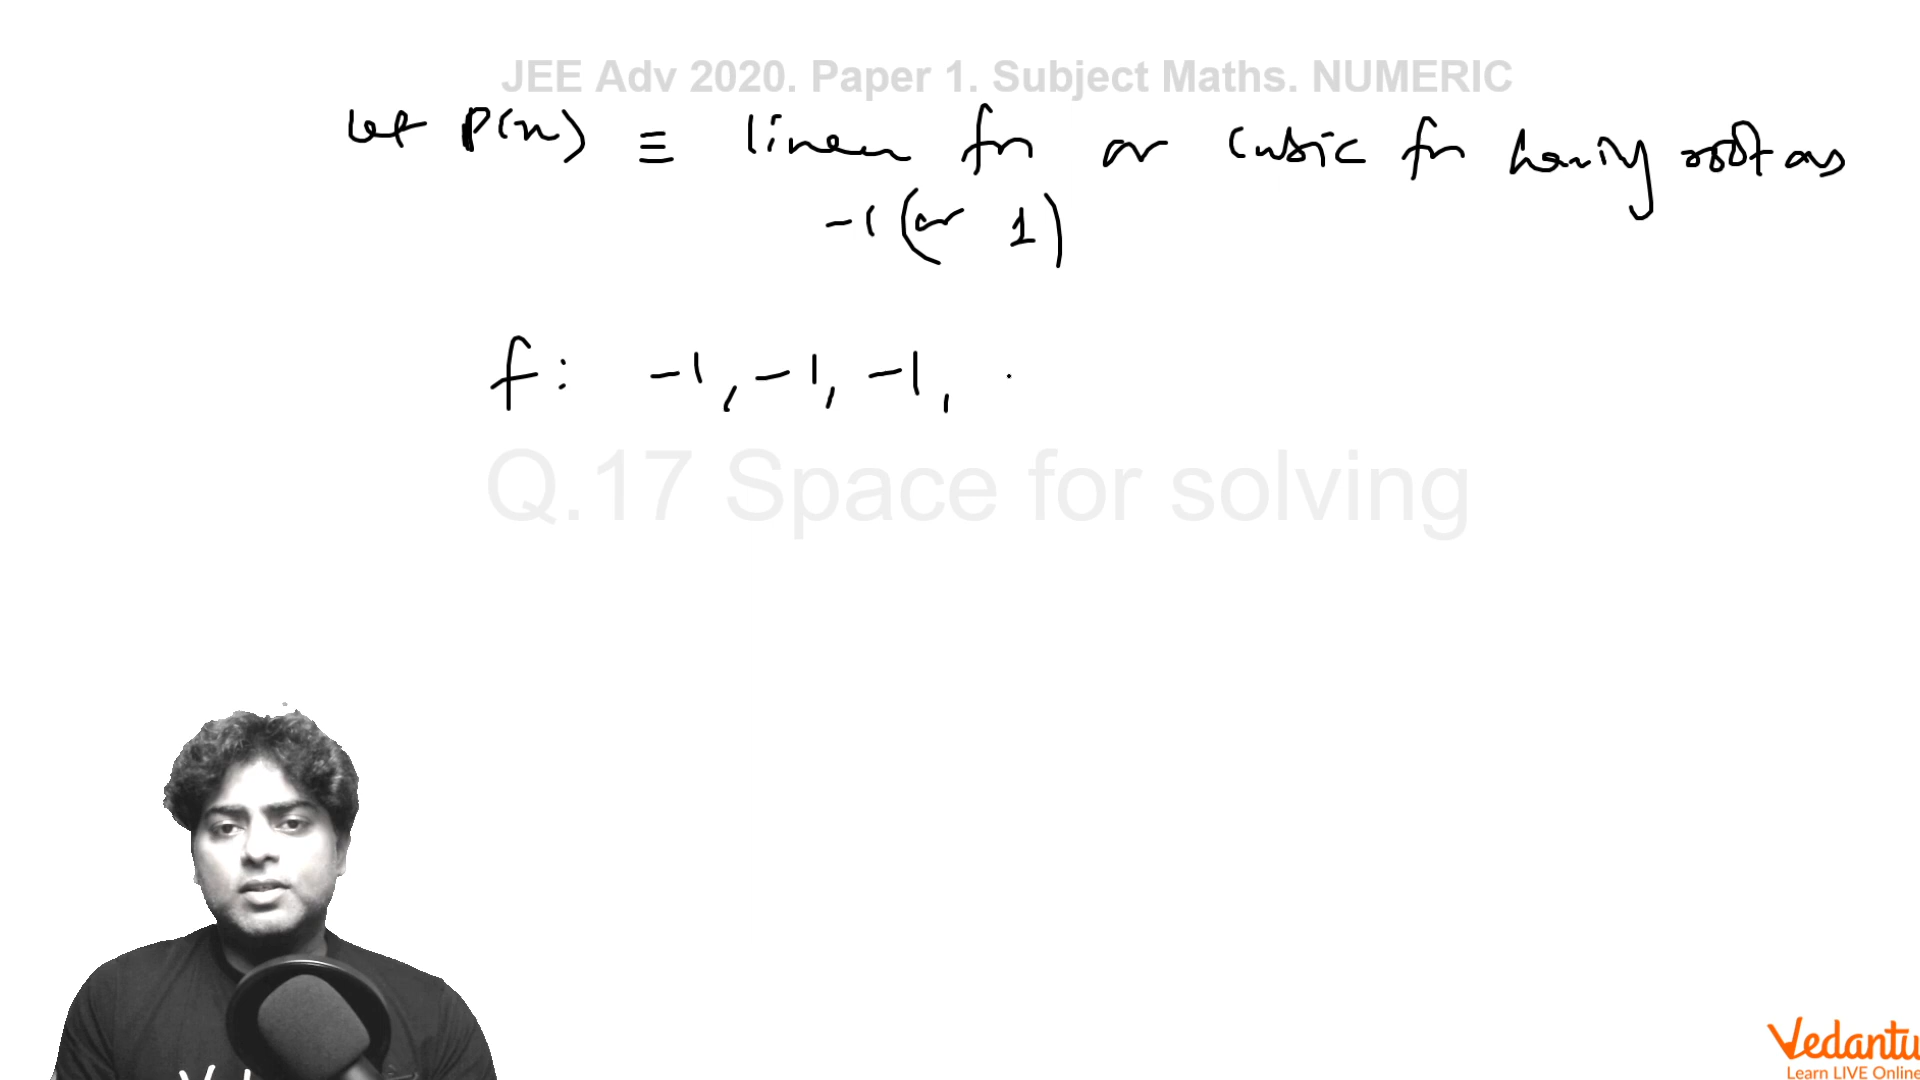 JEE Adv 2020. Paper 1. Subject Maths. NUMERIC
let P(x) ≡ linear fn or cubic fn having root as
-1 (or 1)
f: -1, -1, -1, .
Q.17 Space for solving
Vedantu
Learn LIVE Online